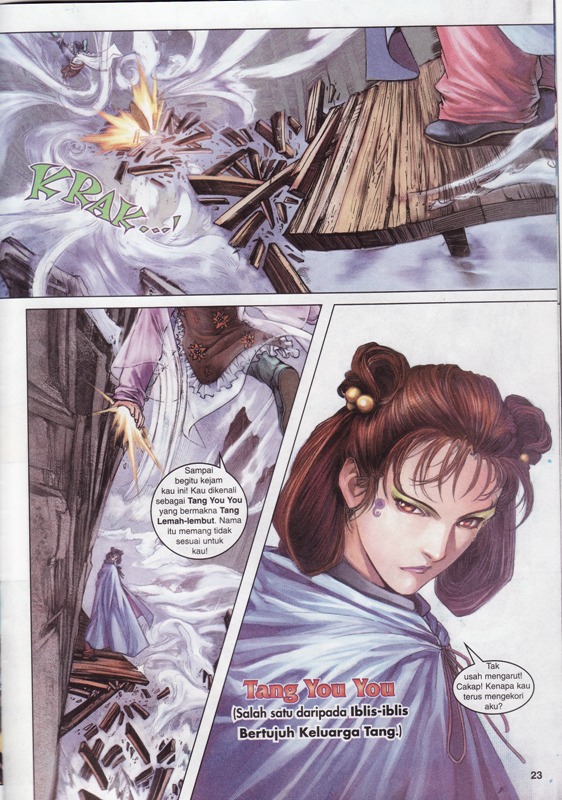 KRAK...!
Sampai
begitu kejam
kau ini! Kau dikenali
sebagai Tang You You
yang bermakna Tang
Lemah-lembut. Nama
itu memang tidak
sesuai untuk
kau!
Tang You You
(Salah satu daripada Iblis-iblis
Bertujuh Keluarga Tang.)
Tak
usah mengarut!
Cakap! Kenapa kau
terus mengekori
aku?
23